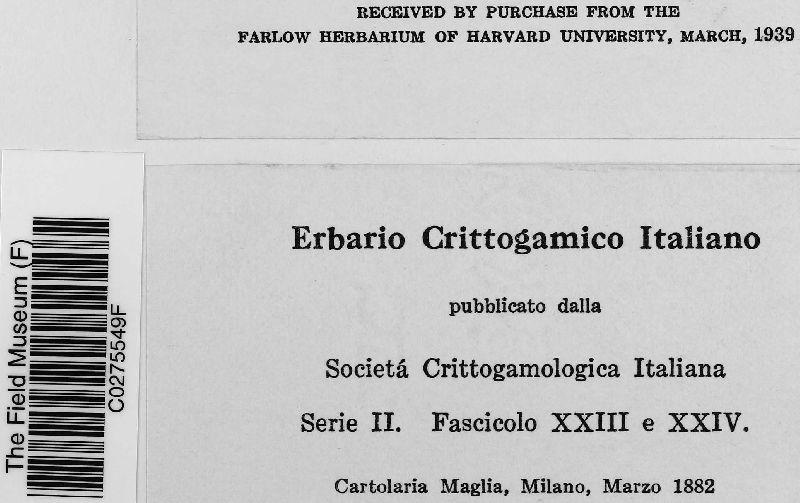 RECEIVED BY PURCHASE FROM THE
FARLOW HERBARIUM OF HARVARD UNIVERSITY, MARCH, 1939
The Field Museum (F)
C0275549F
Erbario Crittogamico Italiano
pubblicato dalla
Societá Crittogamologica Italiana
Serie II. Fascicolo XXIII e XXIV.
Cartolaria Maglia, Milano, Marzo 1882